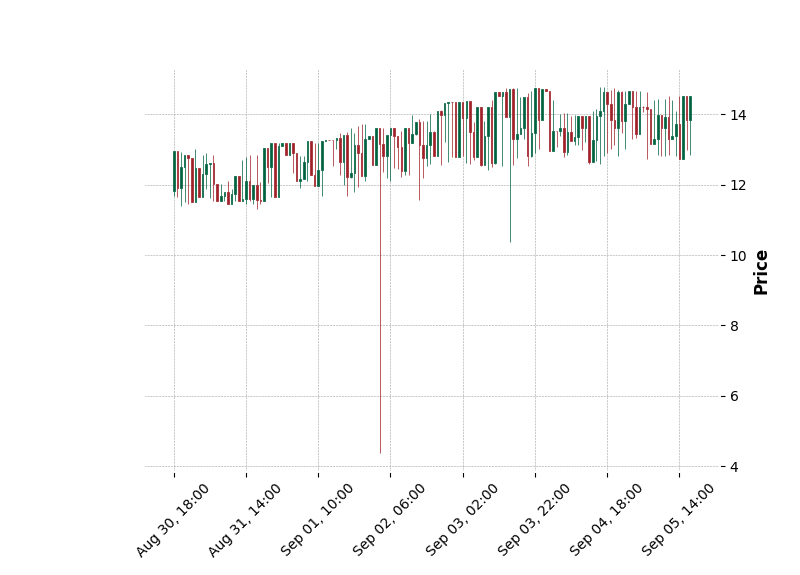 14
12
10
8
6
4
Price
Aug 30, 18:00
Aug 31, 14:00
Sep 01, 10:00
Sep 02, 06:00
Sep 03, 02:00
Sep 03, 22:00
Sep 04, 18:00
Sep 05, 14:00